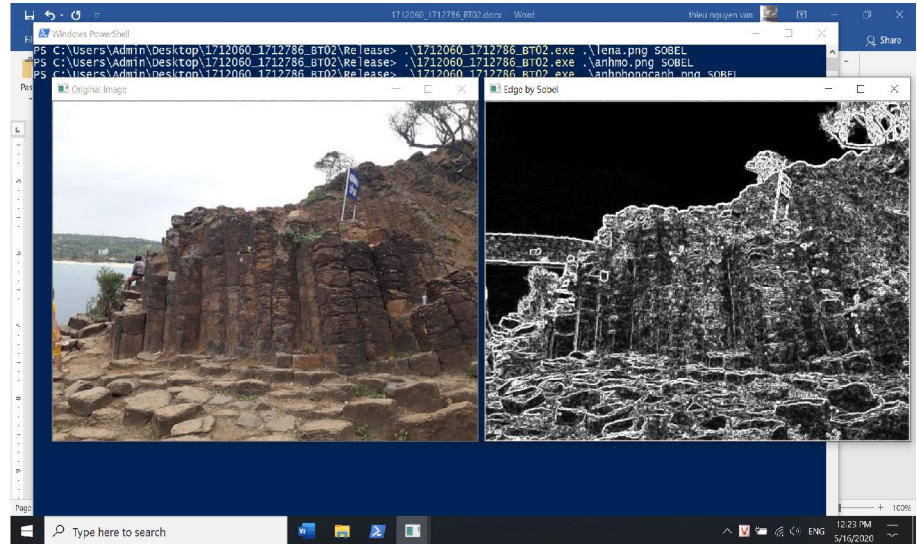 1712060_1712786_BT02.docx - Word
thieu nguyen van
Windows PowerShell
Share
PS C:\Users\Admin\Desktop\1712060_1712786_BT02\Release> .\1712060_1712786_BT02.exe .\lena.png SOBEL
PS C:\Users\Admin\Desktop\1712060_1712786_BT02\Release> .\1712060_1712786_BT02.exe .\anhmo.png SOBEL
PS C:\Users\Admin\Desktop\1712060_1712786_BT02\Release> .\1712060_1712786_BT02.exe .\anhphongcanh.png SOBEL
Original Image
Edge by Sobel
Page
100%
Type here to search
ENG
12:23 PM
5/16/2020